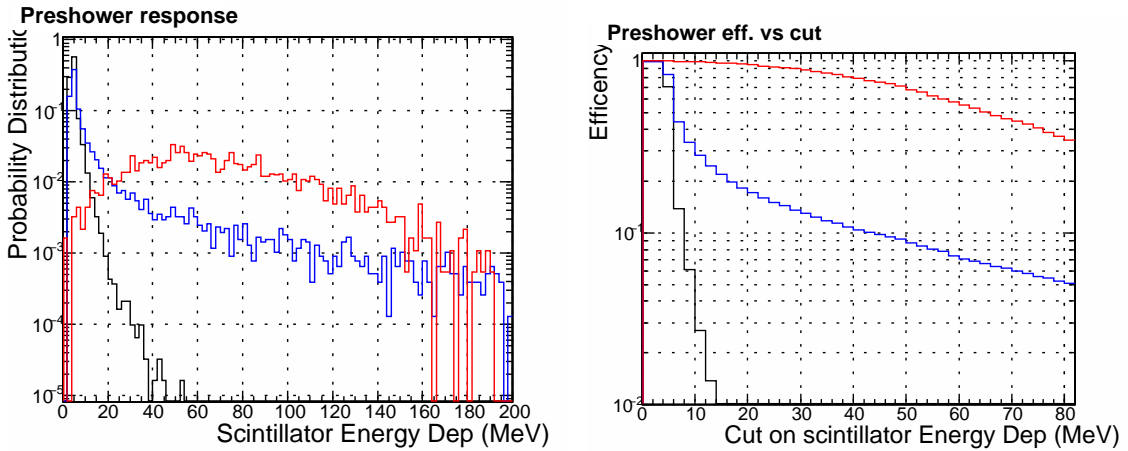 Preshower response
Probability Distributic
1
10-1
10-2
10-3
10-4
10-5
0 20 40 60 80 100 120 140 160 180 200
Scintillator Energy Dep (MeV)
Preshower eff. vs cut
Efficency
1
10-1
10-2
0 10 20 30 40 50 60 70 80
Cut on scintillator Energy Dep (MeV)